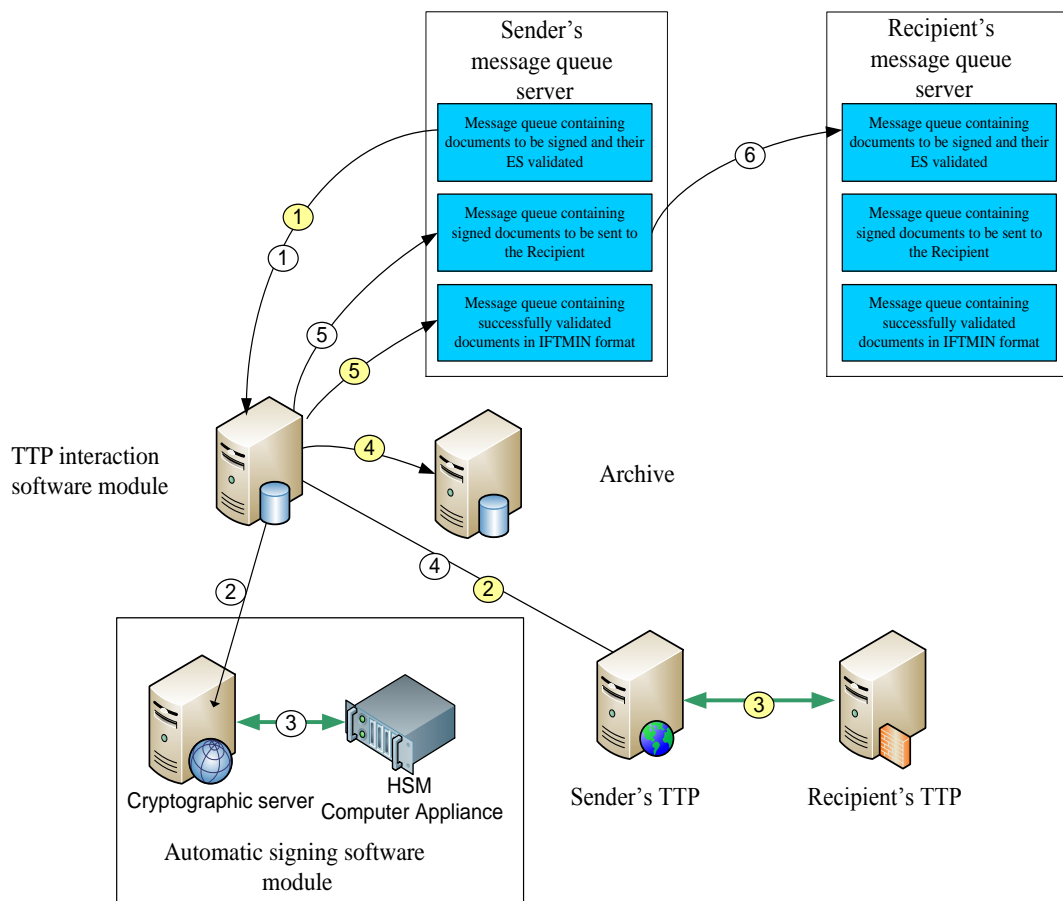 Sender’s
message queue
server
Message queue containing
documents to be signed and their
ES validated
Message queue containing
signed documents to be sent to
the Recipient
Message queue containing
successfully validated
documents in IFTMIN format
Recipient’s
message queue
server
Message queue containing
documents to be signed and their
ES validated
Message queue containing
signed documents to be sent to
the Recipient
Message queue containing
successfully validated
documents in IFTMIN format
6
1
1
5
5
4
TTP interaction
software module
Archive
4
2
2
3
3
Cryptographic server
HSM
Computer Appliance
Automatic signing software
module
Sender’s TTP
Recipient’s TTP